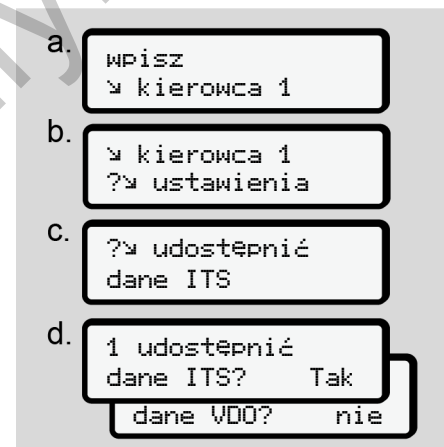 a.
wpisz
↘ kierowca 1
b.
↘ kierowca 1
?↘ ustawienia
c.
?↘ udostępnić
dane ITS
d.
1 udostępnić
dane ITS? Tak
dane VDO? nie